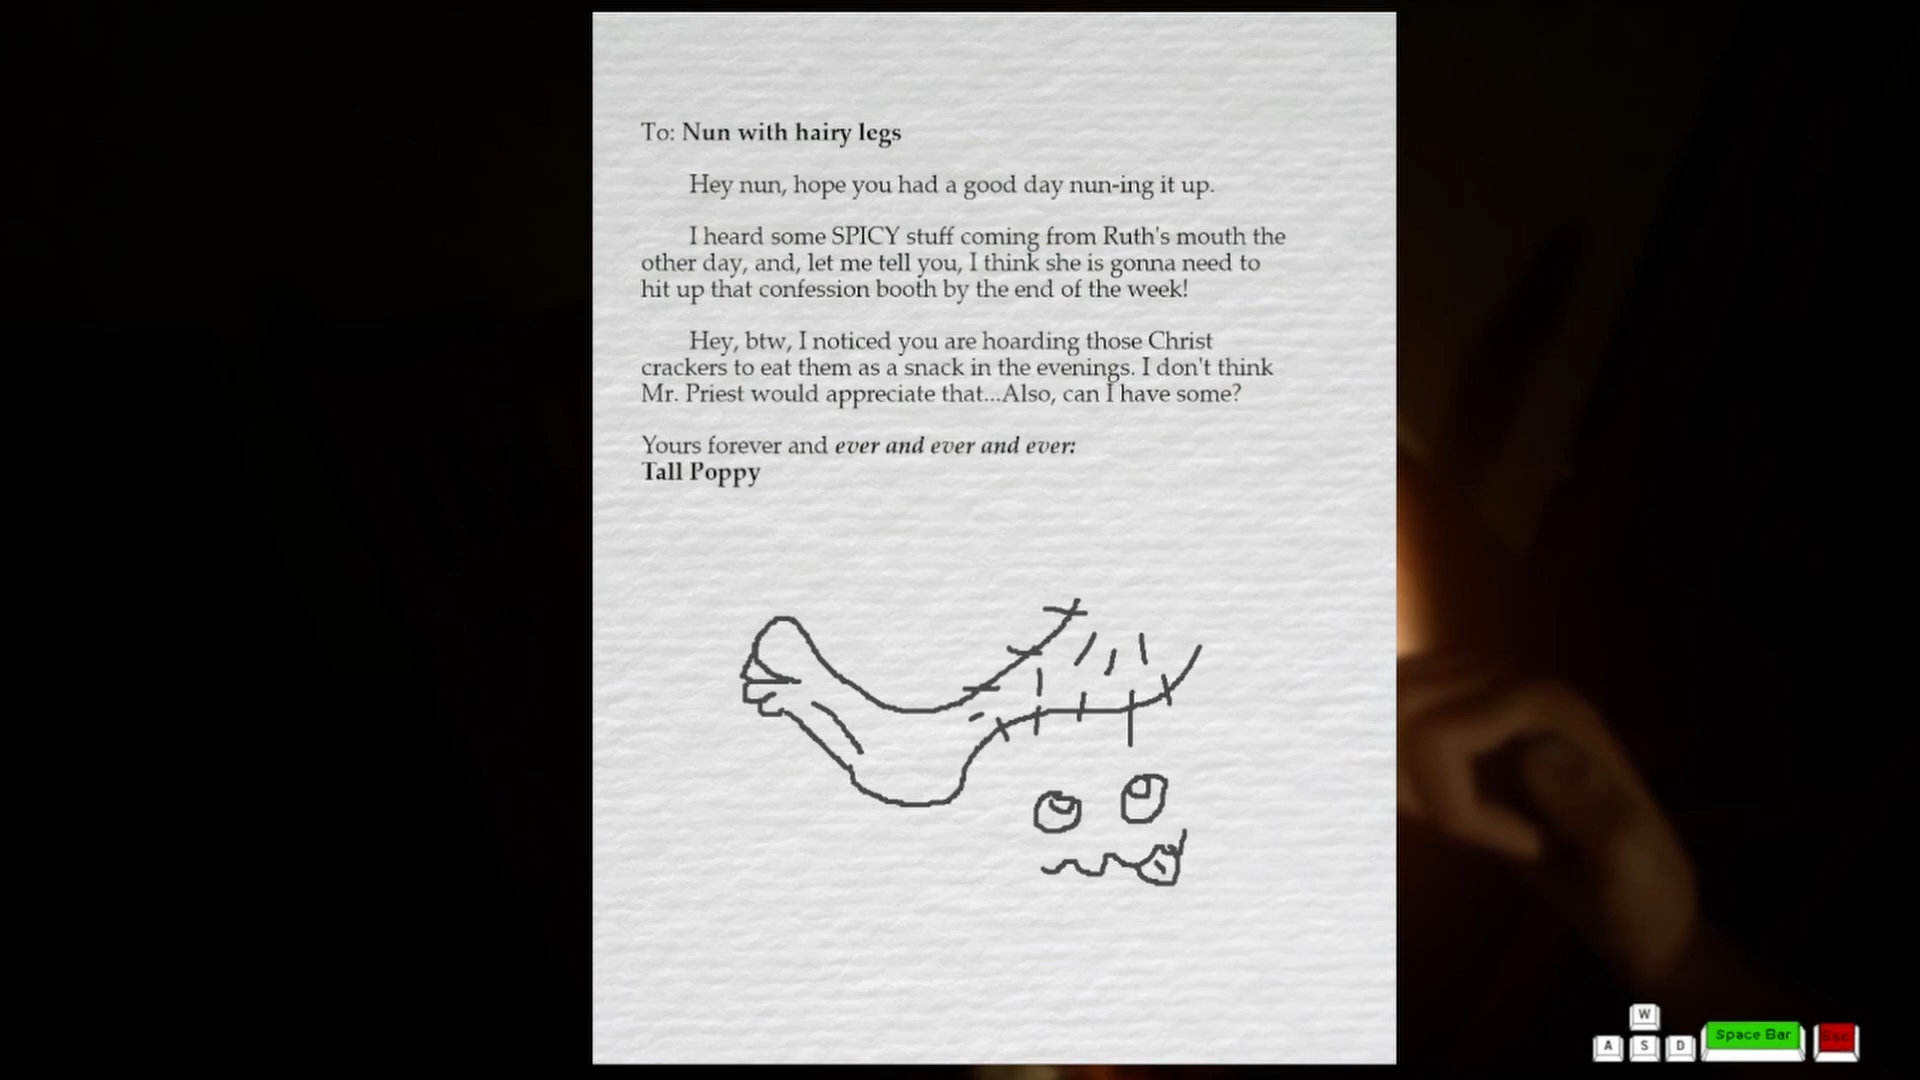 To: Nun with hairy legs
Hey nun, hope you had a good day nun-ing it up.
I heard some SPICY stuff coming from Ruth's mouth the
other day, and, let me tell you, I think she is gonna need to
hit up that confession booth by the end of the week!
Hey, btw, I noticed you are hoarding those Christ
crackers to eat them as a snack in the evenings. I don't think
Mr. Priest would appreciate that...Also, can I have some?
Yours forever and ever and ever and ever:
Tall Poppy
W
A S D Space Bar Esc